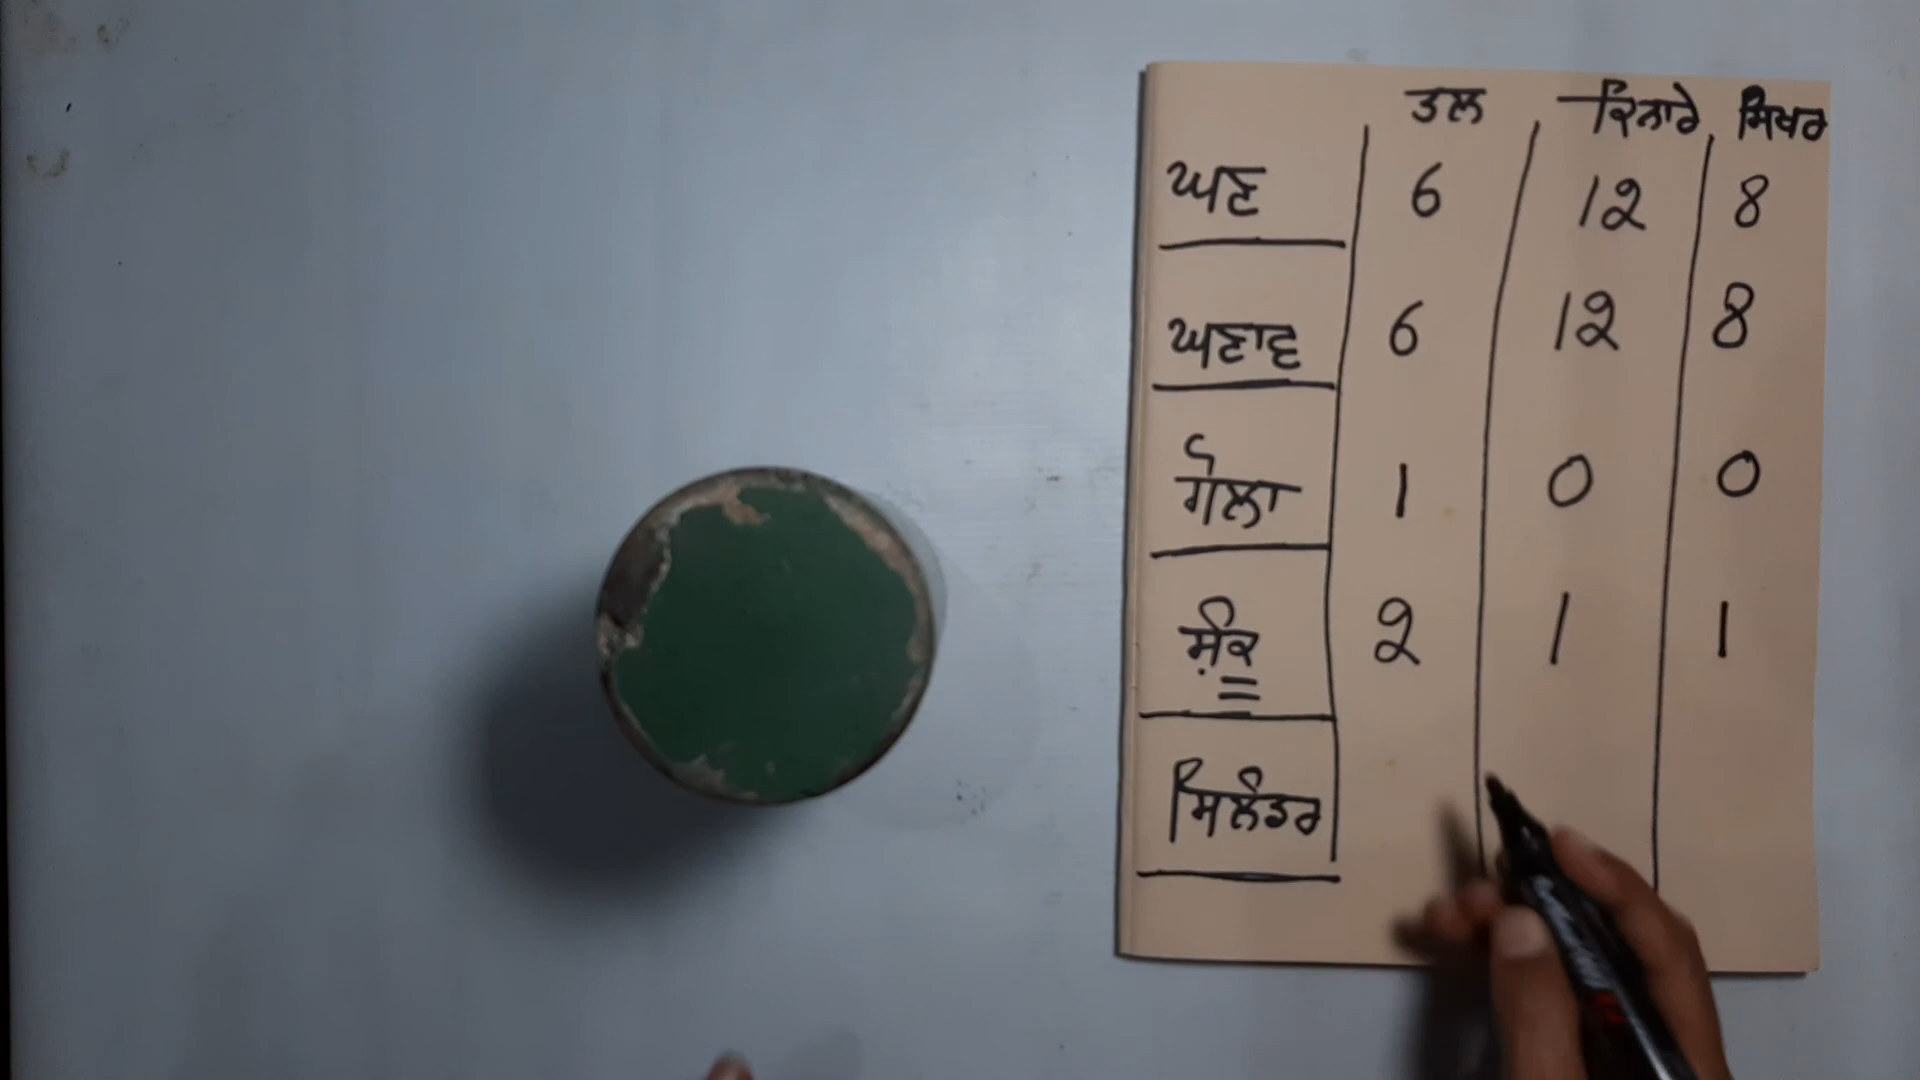 ਤਲ ਕਿਨਾਰੇ ਸਿਖਰ
ਘਣ 6 12 8
ਘਣਾਵ 6 12 8
ਗੋਲਾ 1 0 0
ਸ਼ੰਕੂ 2 1 1
ਸਿਲੰਡਰ